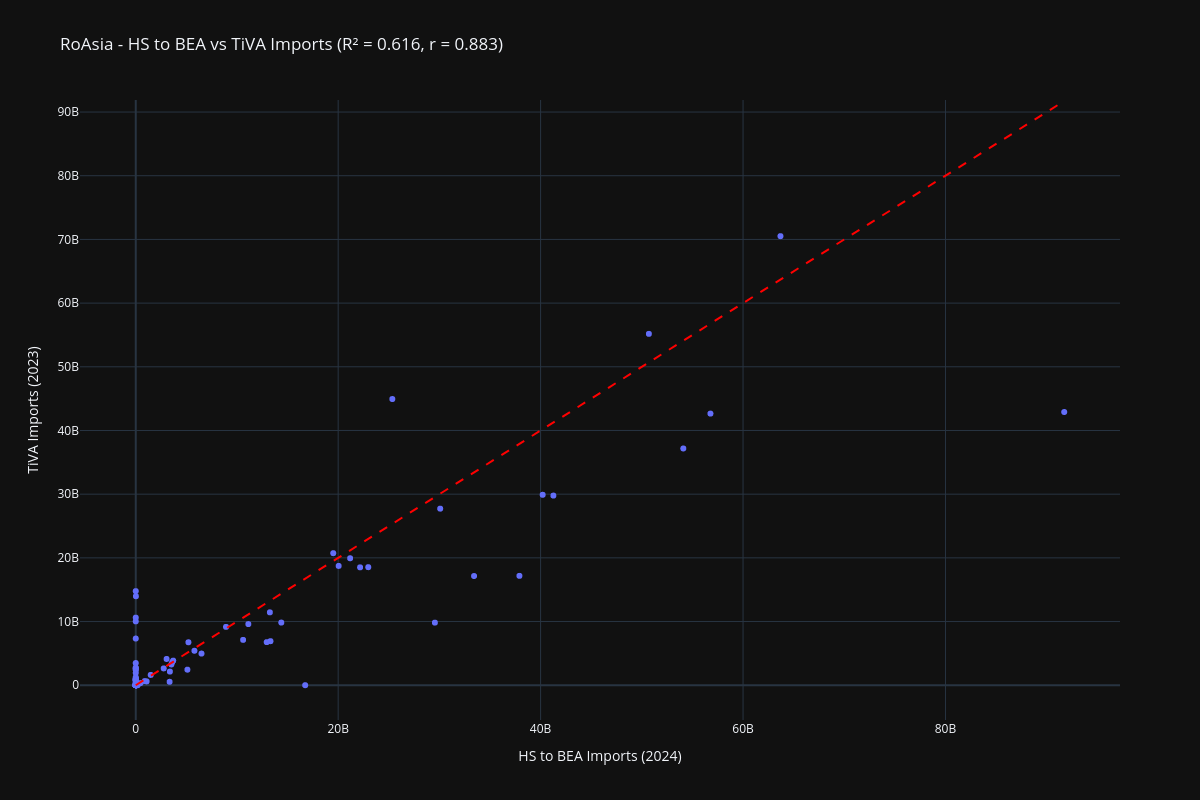 RoAsia - HS to BEA vs TiVA Imports (R² = 0.616, r = 0.883)
90B
80B
70B
60B
50B
40B
30B
20B
10B
0
TiVA Imports (2023)
0
20B
40B
60B
80B
HS to BEA Imports (2024)